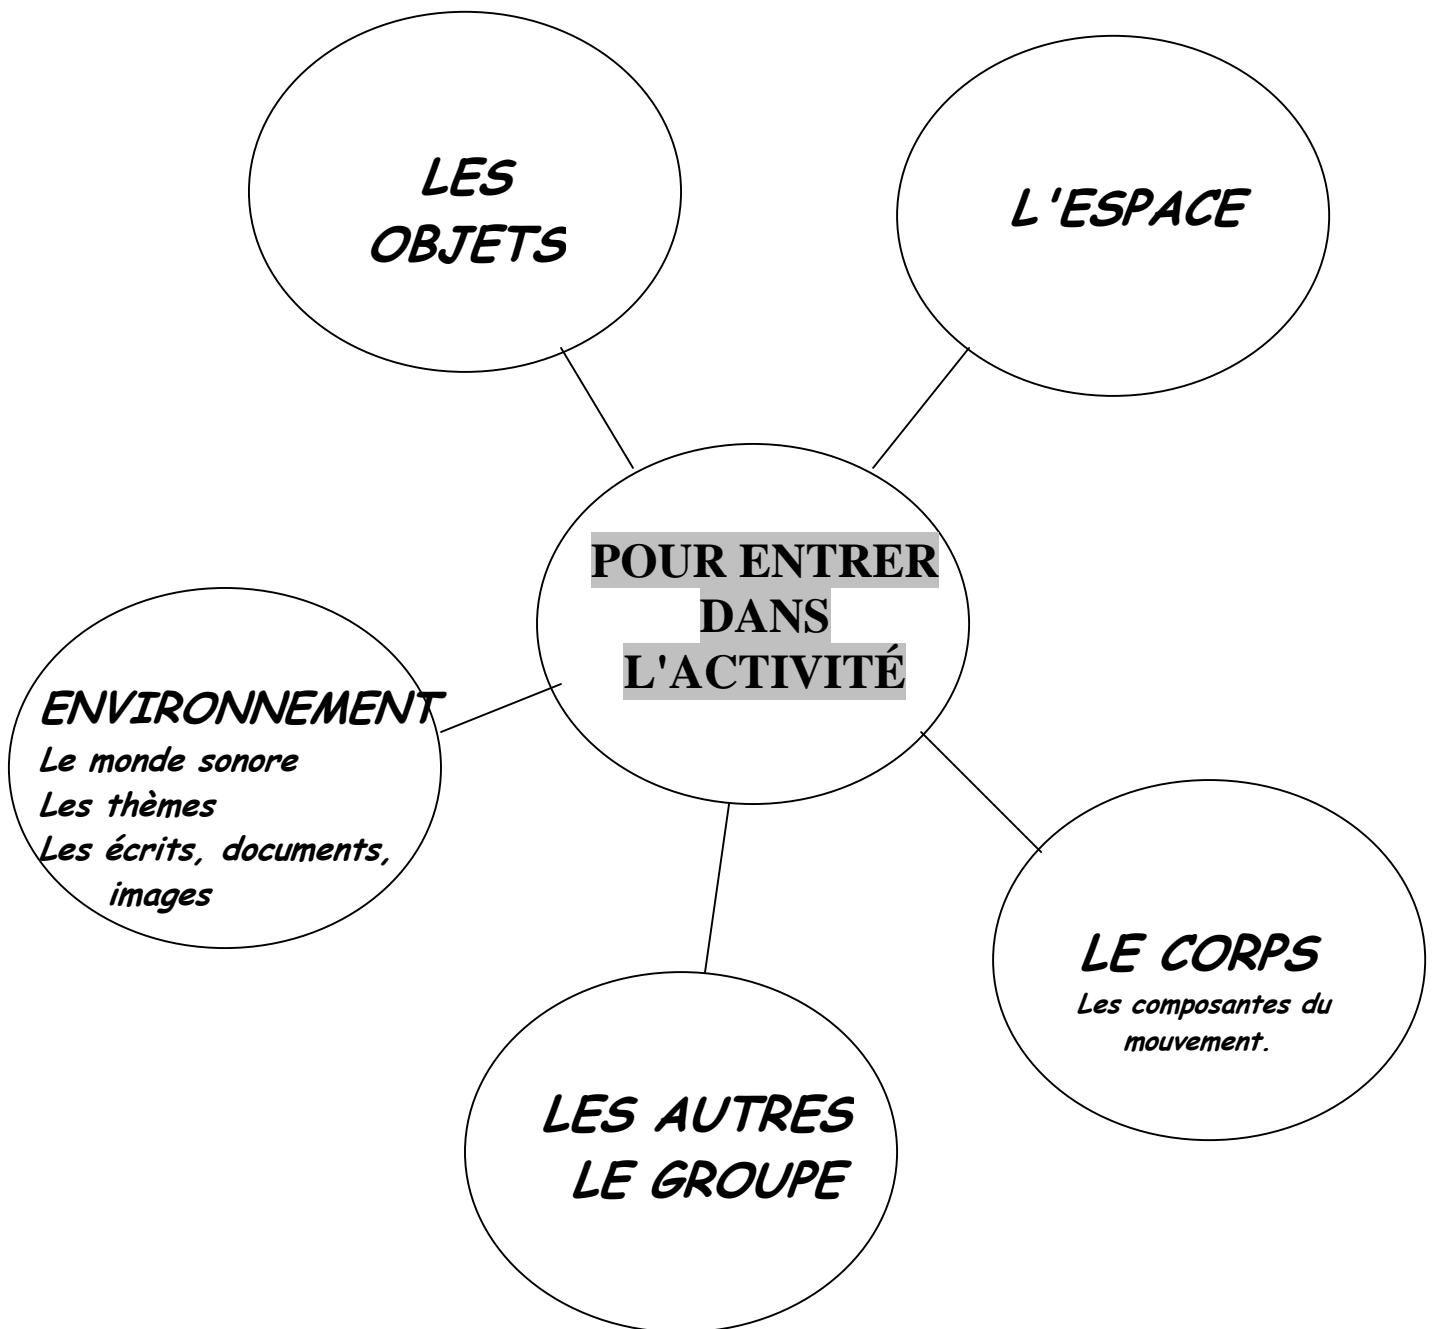 LES
OBJETS
L'ESPACE
POUR ENTRER
DANS
L'ACTIVITÉ
ENVIRONNEMENT
Le monde sonore
Les thèmes
Les écrits, documents,
images
LE CORPS
Les composantes du
mouvement.
LES AUTRES
LE GROUPE